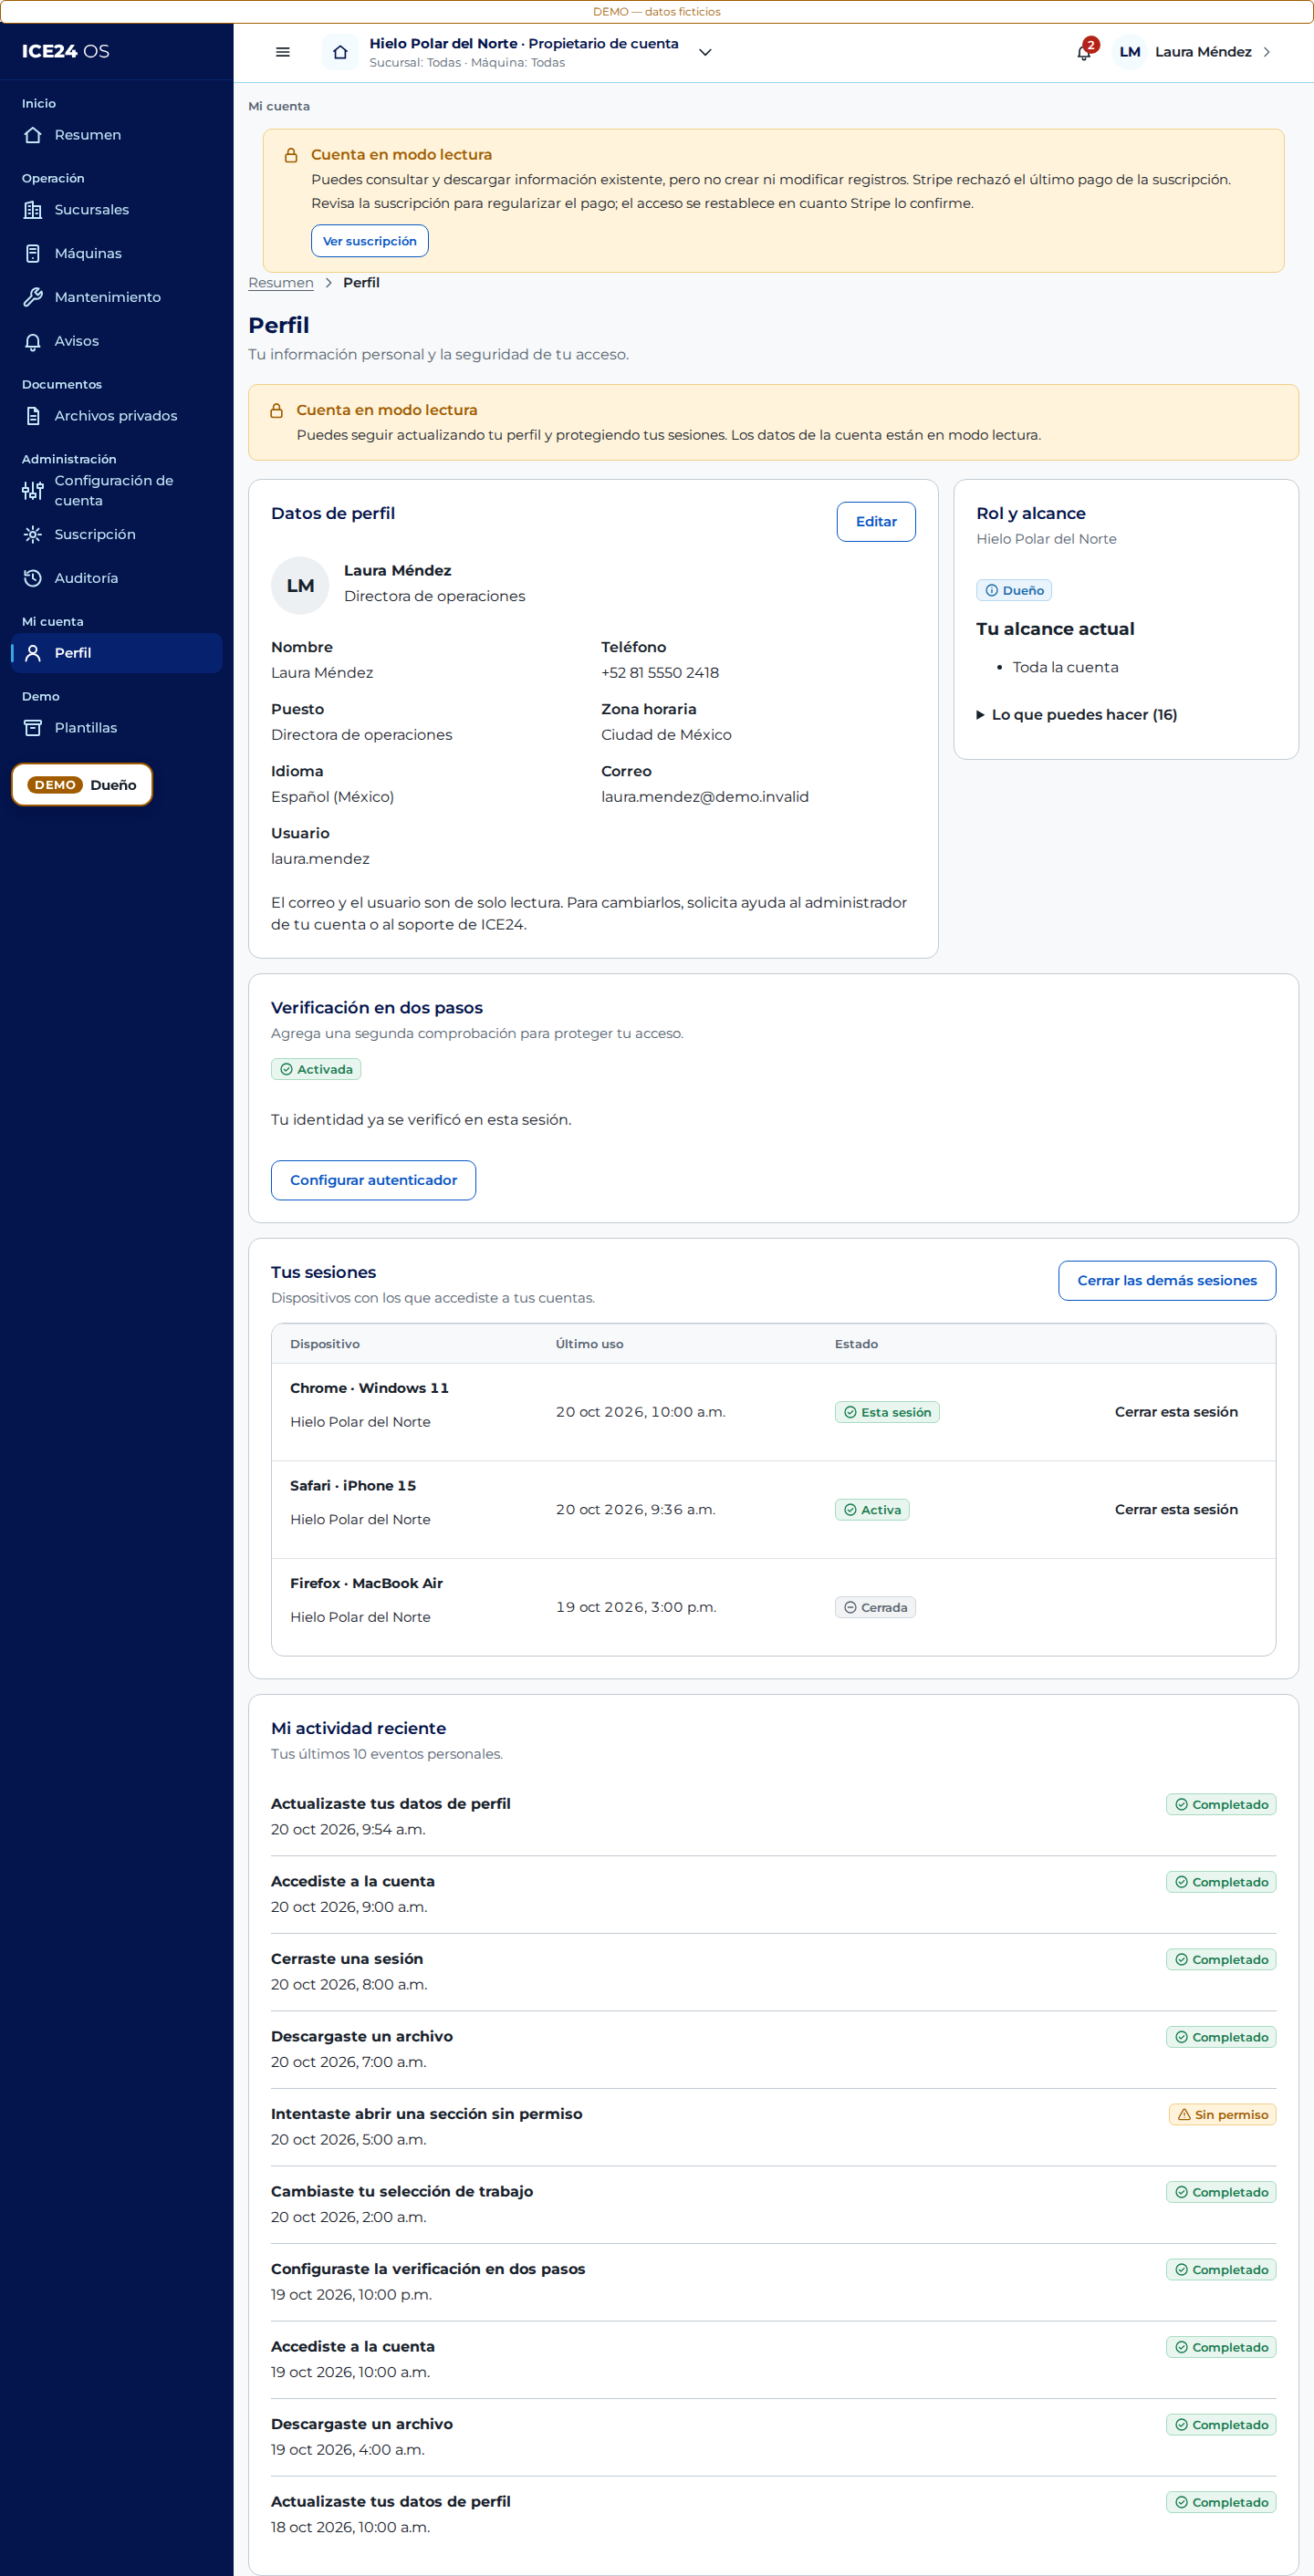 DEMO — datos ficticios
ICE24 OS
Inicio
Resumen
Operación
Sucursales
Máquinas
Mantenimiento
Avisos
Documentos
Archivos privados
Administración
Configuración de
cuenta
Suscripción
Auditoría
Mi cuenta
Perfil
Demo
Plantillas
DEMO Dueño
Hielo Polar del Norte · Propietario de cuenta
Sucursal: Todas · Máquina: Todas
2
LM Laura Méndez
Mi cuenta
Cuenta en modo lectura
Puedes consultar y descargar información existente, pero no crear ni modificar registros. Stripe rechazó el último pago de la suscripción.
Revisa la suscripción para regularizar el pago; el acceso se restablece en cuanto Stripe lo confirme.
Ver suscripción
Resumen Perfil
Perfil
Tu información personal y la seguridad de tu acceso.
Cuenta en modo lectura
Puedes seguir actualizando tu perfil y protegiendo tus sesiones. Los datos de la cuenta están en modo lectura.
Datos de perfil
Editar
LM
Laura Méndez
Directora de operaciones
Nombre
Laura Méndez
Teléfono
+52 81 5550 2418
Puesto
Directora de operaciones
Zona horaria
Ciudad de México
Idioma
Español (México)
Correo
laura.mendez@demo.invalid
Usuario
laura.mendez
El correo y el usuario son de solo lectura. Para cambiarlos, solicita ayuda al administrador
de tu cuenta o al soporte de ICE24.
Rol y alcance
Hielo Polar del Norte
Dueño
Tu alcance actual
• Toda la cuenta
Lo que puedes hacer (16)
Verificación en dos pasos
Agrega una segunda comprobación para proteger tu acceso.
Activada
Tu identidad ya se verificó en esta sesión.
Configurar autenticador
Tus sesiones
Dispositivos con los que accediste a tus cuentas.
Cerrar las demás sesiones
Dispositivo Último uso Estado
Chrome · Windows 11
Hielo Polar del Norte
20 oct 2026, 10:00 a.m.
Esta sesión
Cerrar esta sesión
Safari · iPhone 15
Hielo Polar del Norte
20 oct 2026, 9:36 a.m.
Activa
Cerrar esta sesión
Firefox · MacBook Air
Hielo Polar del Norte
19 oct 2026, 3:00 p.m.
Cerrada
Mi actividad reciente
Tus últimos 10 eventos personales.
Actualizaste tus datos de perfil
20 oct 2026, 9:54 a.m.
Completado
Accediste a la cuenta
20 oct 2026, 9:00 a.m.
Completado
Cerraste una sesión
20 oct 2026, 8:00 a.m.
Completado
Descargaste un archivo
20 oct 2026, 7:00 a.m.
Completado
Intentaste abrir una sección sin permiso
20 oct 2026, 5:00 a.m.
Sin permiso
Cambiaste tu selección de trabajo
20 oct 2026, 2:00 a.m.
Completado
Configuraste la verificación en dos pasos
19 oct 2026, 10:00 p.m.
Completado
Accediste a la cuenta
19 oct 2026, 10:00 a.m.
Completado
Descargaste un archivo
19 oct 2026, 4:00 a.m.
Completado
Actualizaste tus datos de perfil
18 oct 2026, 10:00 a.m.
Completado